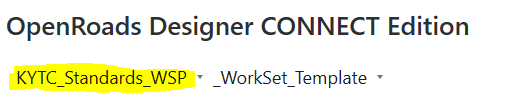 OpenRoads Designer CONNECT Edition
KYTC_Standards_WSP _WorkSet_Template